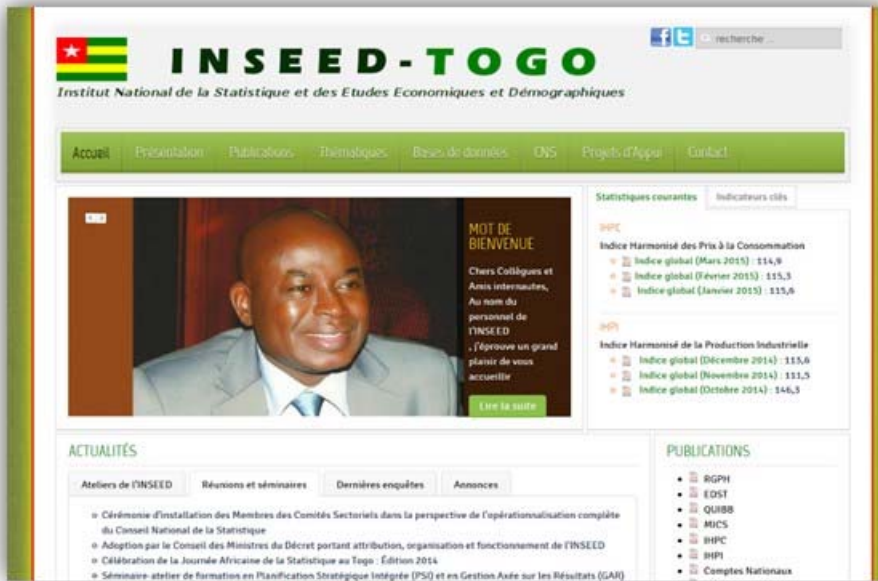 recherche ...
INSEED-TOGO
Institut National de la Statistique et des Etudes Economiques et Démographiques
Accueil Présentation Publications Thématiques Bases de données CNS Projets d'Appui Contact
MOT DE
BIENVENUE
Chers Collègues et
Amis internautes,
Au nom du
personnel de
l'INSEED
, j'éprouve un grand
plaisir de vous
accueillir
Lire la suite
Statistiques courantes Indicateurs clés
IHPC
Indice Harmonisé des Prix à la Consommation
Indice global (Mars 2015) : 114,9
Indice global (Février 2015) : 115,3
Indice global (Janvier 2015) : 115,6
IHPI
Indice Harmonisé de la Production Industrielle
Indice global (Décembre 2014) : 113,6
Indice global (Novembre 2014) : 111,5
Indice global (Octobre 2014) : 146,3
ACTUALITÉS
Ateliers de l'INSEED Réunions et séminaires Dernières enquêtes Annonces
Cérémonie d'installation des Membres des Comités Sectoriels dans la perspective de l'opérationnalisation complète
du Conseil National de la Statistique
Adoption par le Conseil des Ministres du Décret portant attribution, organisation et fonctionnement de l'INSEED
Célébration de la Journée Africaine de la Statistique au Togo : Édition 2014
Séminaire-atelier de formation en Planification Stratégique Intégrée (PSI) et en Gestion Axée sur les Résultats (GAR)
PUBLICATIONS
RGPH
EDST
QUIBB
MICS
IHPC
IHPI
Comptes Nationaux